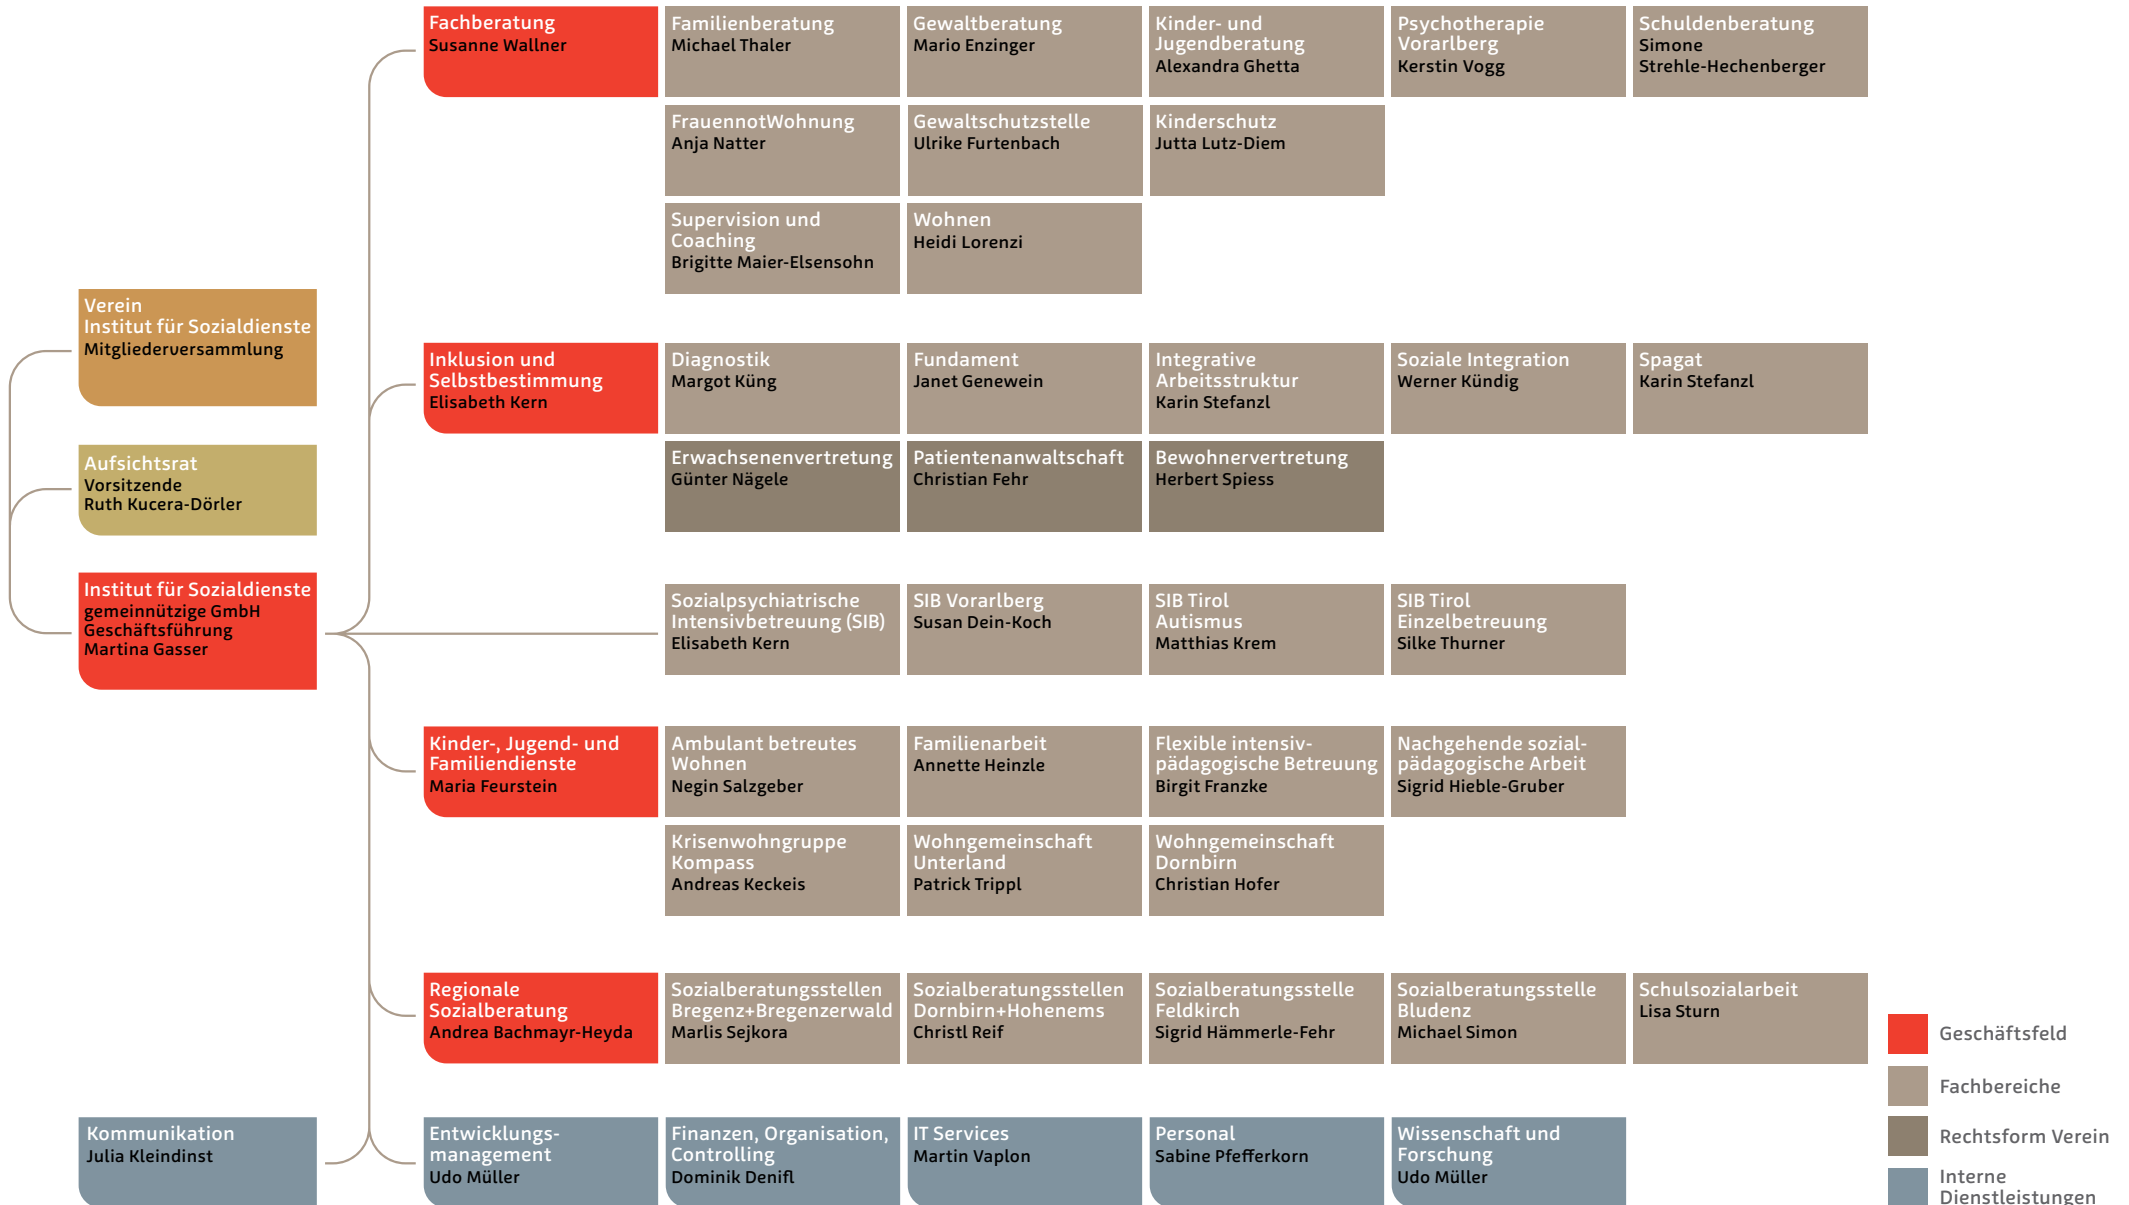 Fachberatung
Susanne Wallner
Familienberatung
Michael Thaler
Gewaltberatung
Mario Enzinger
Kinder- und
Jugendberatung
Alexandra Ghetta
Psychotherapie
Vorarlberg
Kerstin Vogg
Schuldenberatung
Simone
Strehle-Hechenberger
FrauennotWohnung
Anja Natter
Gewaltschutzstelle
Ulrike Furtenbach
Kinderschutz
Jutta Lutz-Diem
Supervision und
Coaching
Brigitte Maier-Elsensohn
Wohnen
Heidi Lorenzi
Verein
Institut für Sozialdienste
Mitgliederversammlung
Aufsichtsrat
Vorsitzende
Ruth Kucera-Dörler
Institut für Sozialdienste
gemeinnützige GmbH
Geschäftsführung
Martina Gasser
Inklusion und
Selbstbestimmung
Elisabeth Kern
Diagnostik
Margot Küng
Fundament
Janet Genewein
Integrative
Arbeitsstruktur
Karin Stefanzl
Soziale Integration
Werner Kündig
Spagat
Karin Stefanzl
Erwachsenenvertretung
Günter Nägele
Patientenanwaltschaft
Christian Fehr
Bewohnervertretung
Herbert Spiess
Sozialpsychiatrische
Intensivbetreuung (SIB)
Elisabeth Kern
SIB Vorarlberg
Susan Dein-Koch
SIB Tirol
Autismus
Matthias Krem
SIB Tirol
Einzelbetreuung
Silke Thurner
Kinder-, Jugend- und
Familiendienste
Maria Feurstein
Ambulant betreutes
Wohnen
Negin Salzgeber
Familienarbeit
Annette Heinzle
Flexible intensiv-
pädagogische Betreuung
Birgit Franzke
Nachgehende sozial-
pädagogische Arbeit
Sigrid Hieble-Gruber
Krisenwohngruppe
Kompass
Andreas Keckeis
Wohngemeinschaft
Unterland
Patrick Trippl
Wohngemeinschaft
Dornbirn
Christian Hofer
Regionale
Sozialberatung
Andrea Bachmayr-Heyda
Sozialberatungsstellen
Bregenz+Bregenzerwald
Marlis Sejkora
Sozialberatungsstellen
Dornbirn+Hohenems
Christl Reif
Sozialberatungsstelle
Feldkirch
Sigrid Hämmerle-Fehr
Sozialberatungsstelle
Bludenz
Michael Simon
Schulsozialarbeit
Lisa Sturn
Kommunikation
Julia Kleindinst
Entwicklungs-
management
Udo Müller
Finanzen, Organisation,
Controlling
Dominik Denifl
IT Services
Martin Vaplon
Personal
Sabine Pfefferkorn
Wissenschaft und
Forschung
Udo Müller
Geschäftsfeld
Fachbereiche
Rechtsform Verein
Interne
Dienstleistungen